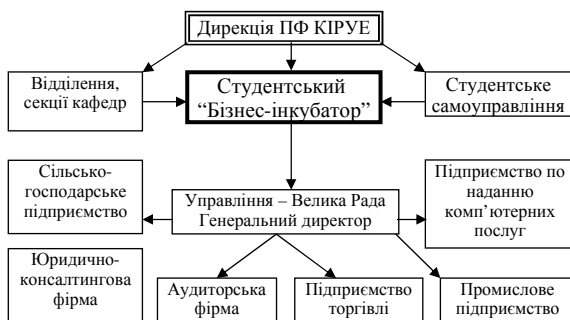 Дирекція ПФ КІРУЕ
Відділення,
секції кафедр
Студентський
“Бізнес-інкубатор”
Студентське
самоуправління
Сільсько-
господарське
підприємство
Управління – Велика Рада
Генеральний директор
Підприємство по
наданню
комп’ютерних
послуг
Юридично-
консалтингова
фірма
Аудиторська
фірма
Підприємство
торгівлі
Промислове
підприємство